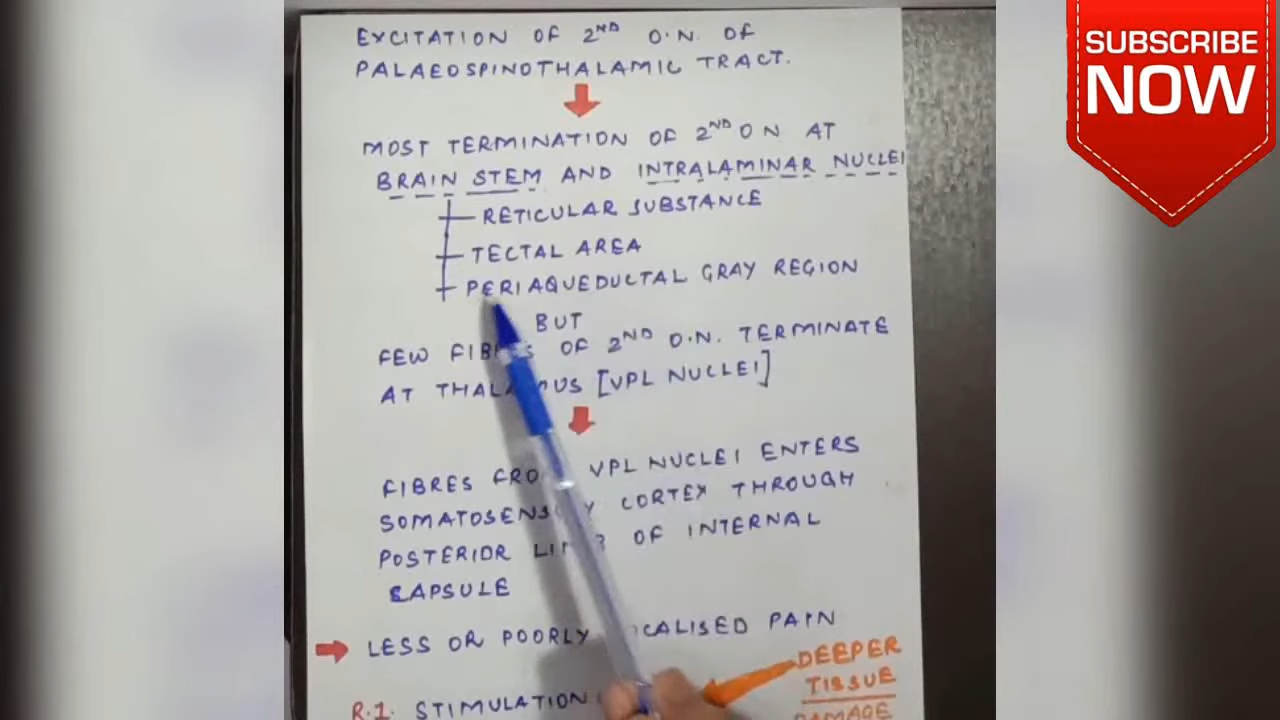 EXCITATION OF 2ND O.N. OF
PALAEOSPINOTHALAMIC TRACT.
MOST TERMINATION OF 2ND O N AT
BRAIN STEM AND INTRALAMINAR NUCLEI
RETICULAR SUBSTANCE
TECTAL AREA
PERIAQUEDUCTAL GRAY REGION
BUT
FEW OF 2ND O.N. TERMINATE
AT [VPL NUCLEI]
FIBRES VPL NUCLEI ENTERS
CORTEX THROUGH
POSTERIOR OF INTERNAL
CAPSULE
LESS OR POORLY PAIN
R.1. STIMULATION
DEEPER
TISSUE
DAMAGE
SUBSCRIBE
NOW